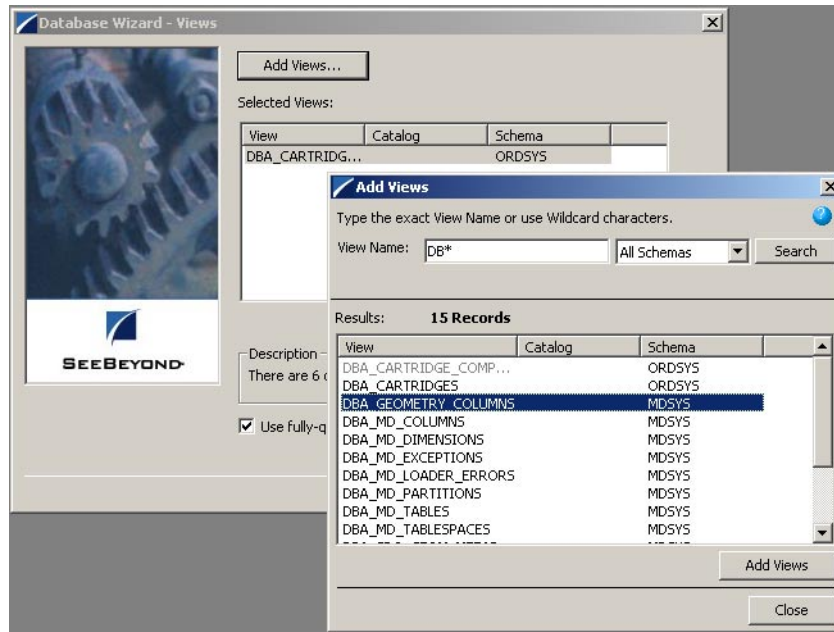 Database Wizard - Views
Add Views...
Selected Views:
View Catalog Schema
DBA_CARTRIDG... ORDSYS
SEEBEYOND
Description
There are 6
Use fully-q
Add Views
Type the exact View Name or use Wildcard characters.
View Name: DB* All Schemas Search
Results: 15 Records
View Catalog Schema
DBA_CARTRIDGE_COMP... ORDSYS
DBA_CARTRIDGES ORDSYS
DBA_GEOMETRY_COLUMNS MDSYS
DBA_MD_COLUMNS MDSYS
DBA_MD_DIMENSIONS MDSYS
DBA_MD_EXCEPTIONS MDSYS
DBA_MD_LOADER_ERRORS MDSYS
DBA_MD_PARTITIONS MDSYS
DBA_MD_TABLES MDSYS
DBA_MD_TABLESPACES MDSYS
Add Views
Close